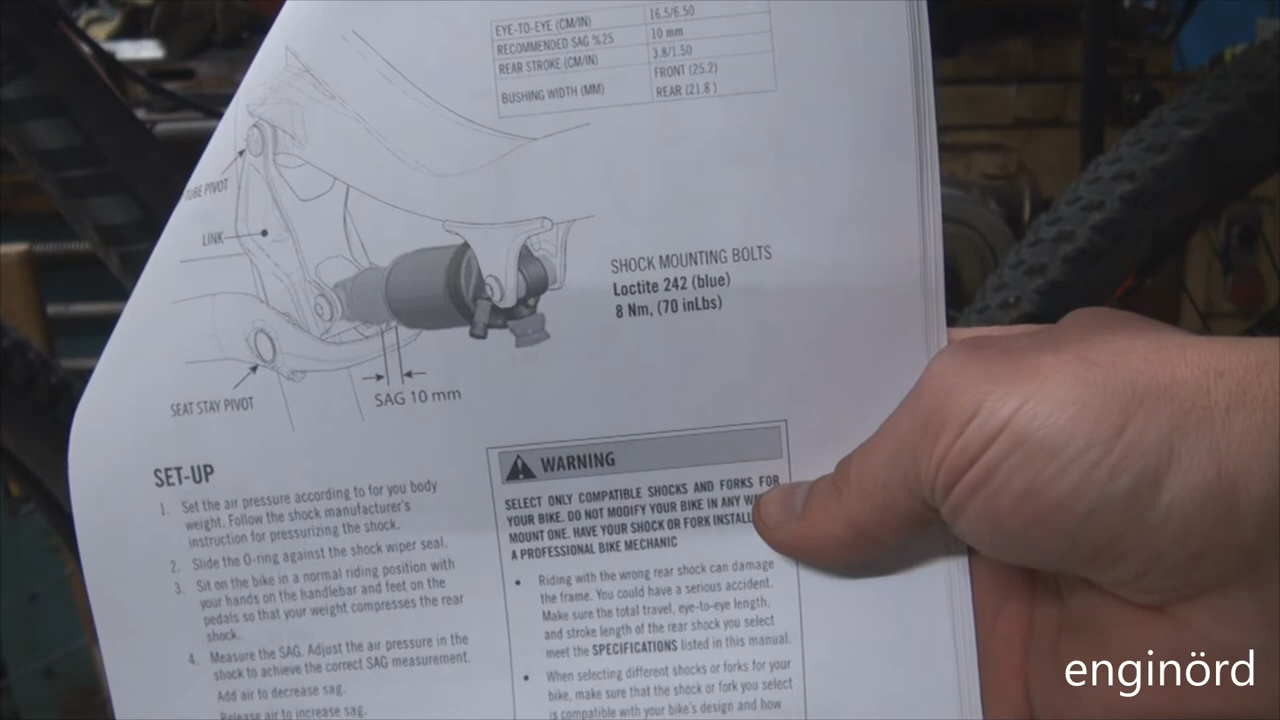 EYE-TO-EYE (CM/IN) 16.5/6.50
RECOMMENDED SAG %25 10 mm
REAR STROKE (CM/IN) 3.8/1.50
BUSHING WIDTH (MM) FRONT (25.2)
REAR (21.8 )
TUBE PIVOT
LINK
SHOCK MOUNTING BOLTS
Loctite 242 (blue)
8 Nm, (70 inLbs)
SAG 10 mm
SEAT STAY PIVOT
SET-UP
1. Set the air pressure according to for you body
weight. Follow the shock manufacturer's
instruction for pressurizing the shock.
2. Slide the O-ring against the shock wiper seal.
3. Sit on the bike in a normal riding position with
your hands on the handlebar and feet on the
pedals so that your weight compresses the rear
shock.
4. Measure the SAG. Adjust the air pressure in the
shock to achieve the correct SAG measurement.
Add air to decrease sag.
Release air to increase sag.
WARNING
SELECT ONLY COMPATIBLE SHOCKS AND FORKS FOR
YOUR BIKE. DO NOT MODIFY YOUR BIKE IN ANY
MOUNT ONE. HAVE YOUR SHOCK OR FORK
A PROFESSIONAL BIKE MECHANIC
• Riding with the wrong rear shock can damage
the frame. You could have a serious accident.
Make sure the total travel, eye-to-eye length,
and stroke length of the rear shock you select
meet the SPECIFICATIONS listed in this manual.
• When selecting different shocks or forks for your
bike, make sure that the shock or fork you select
is compatible with your bike's design and how
enginörd